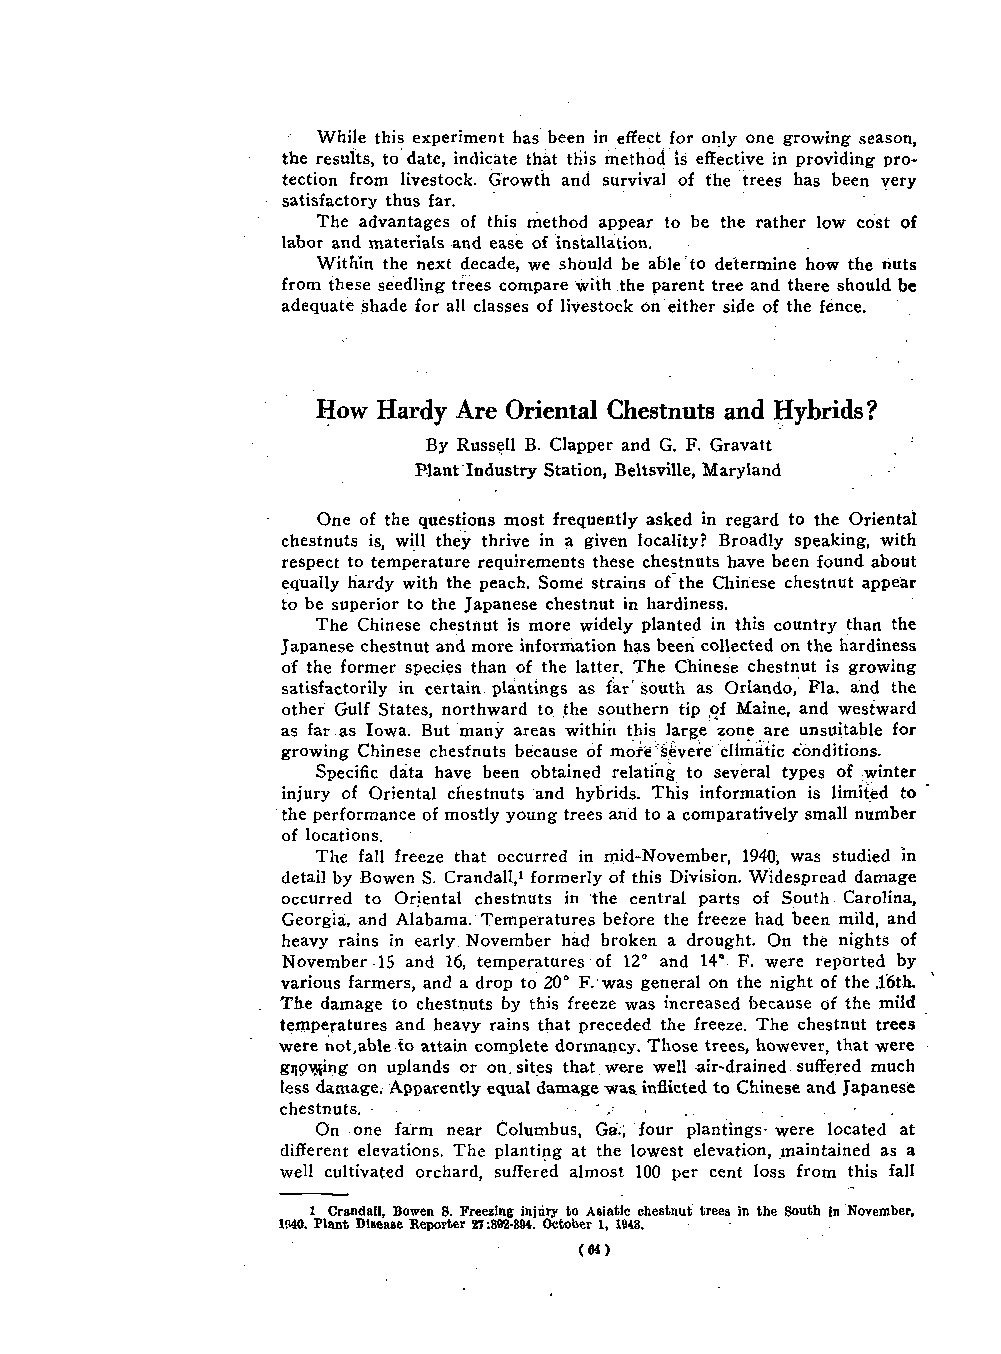 While this experiment has been in effect for only one growing season,
the results, to date, indicate that this method is effective in providing pro-
tection from livestock. Growth and survival of the trees has been very
satisfactory thus far.
The advantages of this method appear to be the rather low cost of
labor and materials and ease of installation.
Within the next decade, we should be able to determine how the nuts
from these seedling trees compare with the parent tree and there should be
adequate shade for all classes of livestock on either side of the fence.
How Hardy Are Oriental Chestnuts and Hybrids?
By Russell B. Clapper and G. F. Gravatt
Plant Industry Station, Beltsville, Maryland
One of the questions most frequently asked in regard to the Oriental
chestnuts is, will they thrive in a given locality? Broadly speaking, with
respect to temperature requirements these chestnuts have been found about
equally hardy with the peach. Some strains of the Chinese chestnut appear
to be superior to the Japanese chestnut in hardiness.
The Chinese chestnut is more widely planted in this country than the
Japanese chestnut and more information has been collected on the hardiness
of the former species than of the latter. The Chinese chestnut is growing
satisfactorily in certain plantings as far south as Orlando, Fla. and the
other Gulf States, northward to the southern tip of Maine, and westward
as far as Iowa. But many areas within this large zone are unsuitable for
growing Chinese chestnuts because of more severe climatic conditions.
Specific data have been obtained relating to several types of winter
injury of Oriental chestnuts and hybrids. This information is limited to
the performance of mostly young trees and to a comparatively small number
of locations.
The fall freeze that occurred in mid-November, 1940, was studied in
detail by Bowen S. Crandall,¹ formerly of this Division. Widespread damage
occurred to Oriental chestnuts in the central parts of South Carolina,
Georgia, and Alabama. Temperatures before the freeze had been mild, and
heavy rains in early November had broken a drought. On the nights of
November 15 and 16, temperatures of 12° and 14° F. were reported by
various farmers, and a drop to 20° F. was general on the night of the 16th.
The damage to chestnuts by this freeze was increased because of the mild
temperatures and heavy rains that preceded the freeze. The chestnut trees
were not able to attain complete dormancy. Those trees, however, that were
growing on uplands or on sites that were well air-drained suffered much
less damage. Apparently equal damage was inflicted to Chinese and Japanese
chestnuts.
On one farm near Columbus, Ga., four plantings were located at
different elevations. The planting at the lowest elevation, maintained as a
well cultivated orchard, suffered almost 100 per cent loss from this fall
1 Crandall, Bowen S. Freezing injury to Asiatic chestnut trees in the South in November,
1940. Plant Disease Reporter 27:392-394. October 1, 1943.
(64)